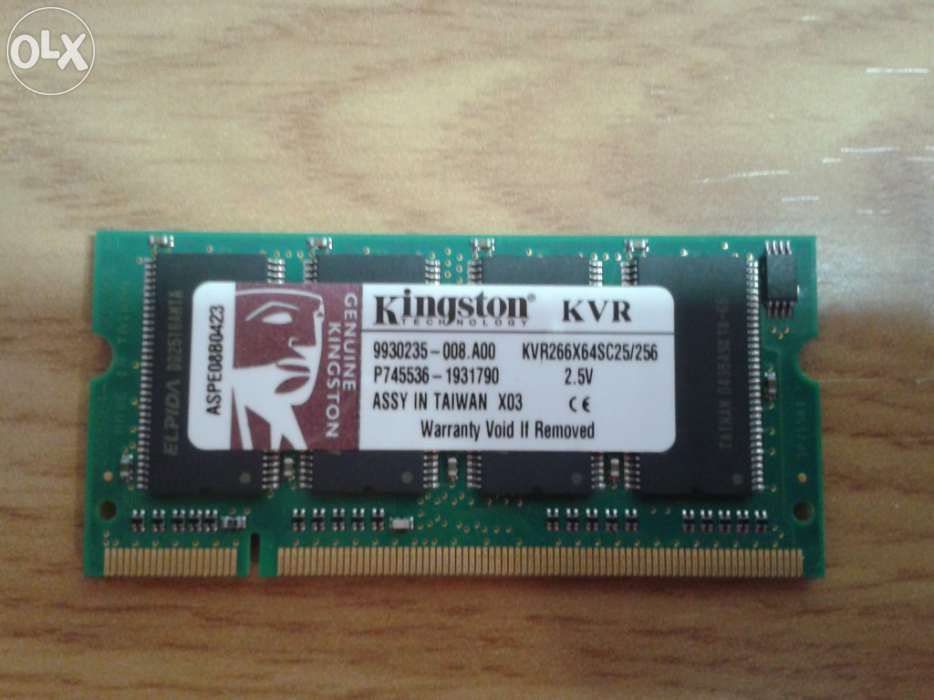 OLX
ASPE08B0423
GENUINE
KINGSTON
Kingston® KVR
TECHNOLOGY
9930235-008.A00 KVR266X64SC25/256
P745536-1931790 2.5V
ASSY IN TAIWAN X03 CE
Warranty Void If Removed
ELPIDA
TAIWAN